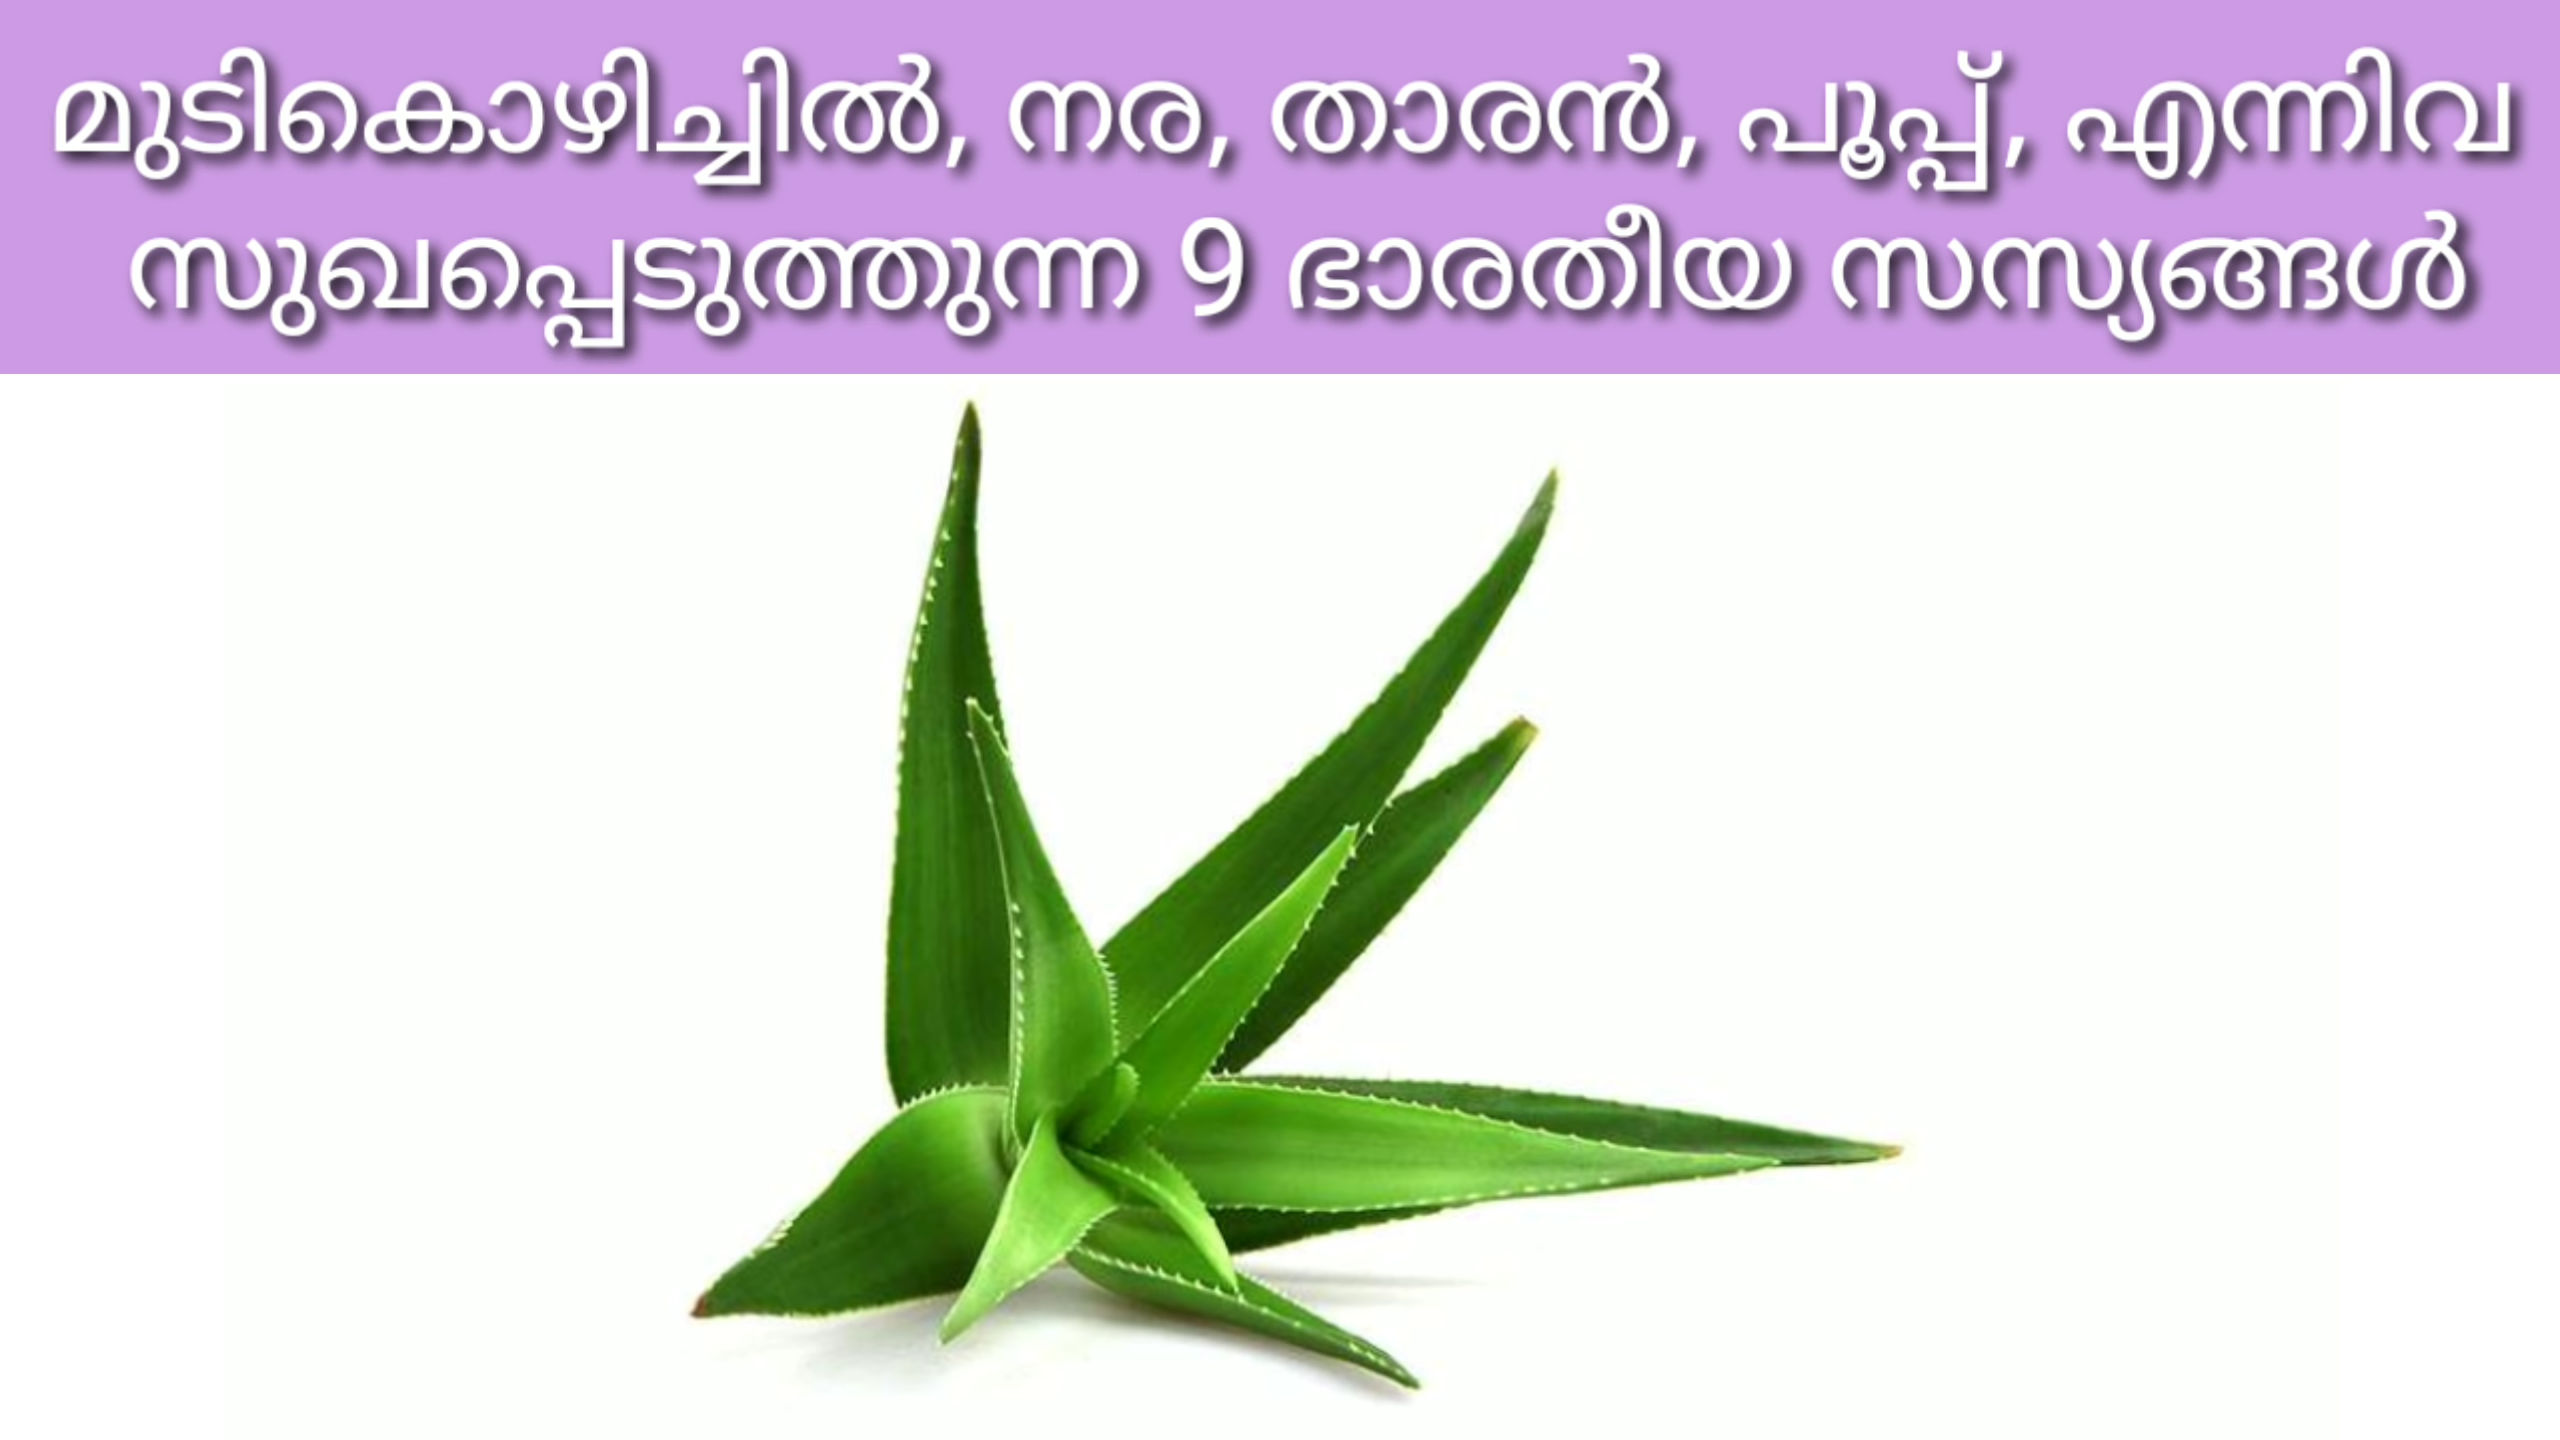 മുടികൊഴിച്ചിൽ, നര, താരൻ, പൂപ്പ്, എന്നിവ
സുഖപ്പെടുത്തുന്ന 9 ഭാരതീയ സസ്യങ്ങൾ